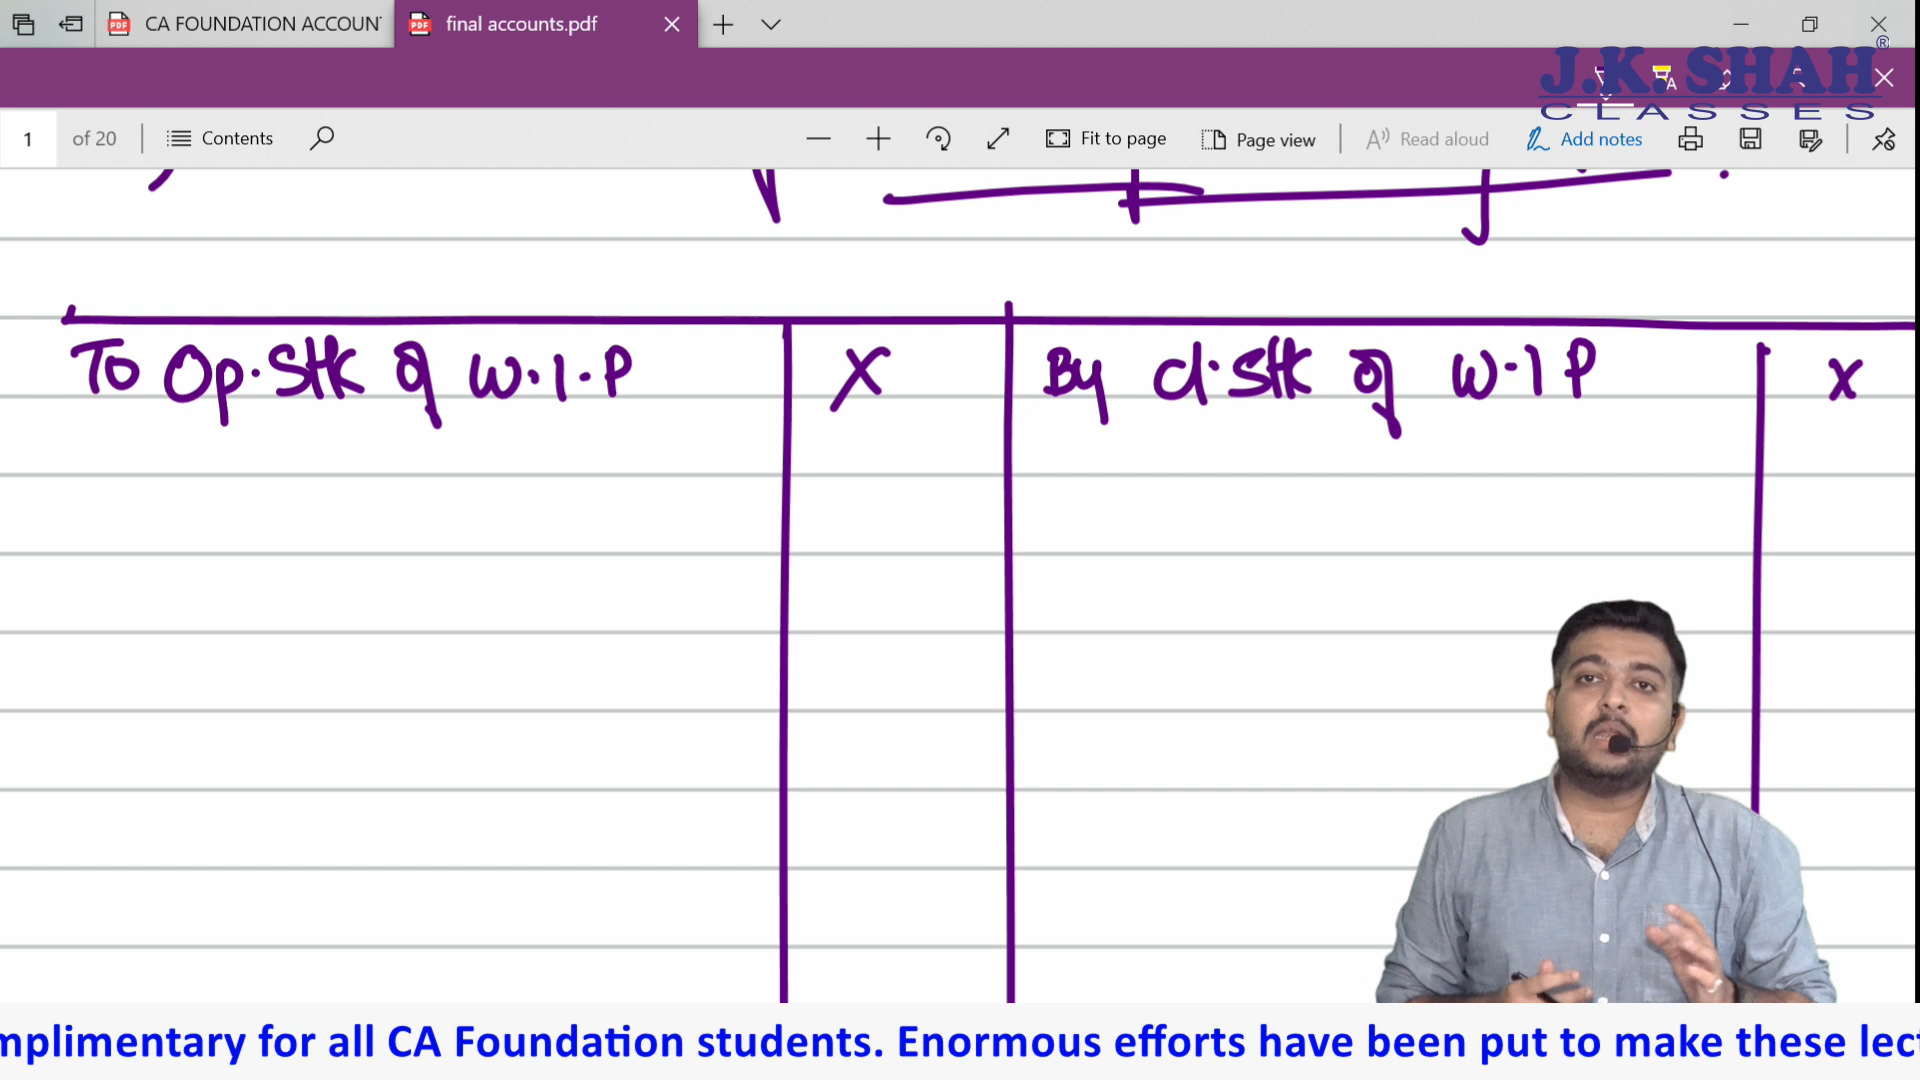 CA FOUNDATION ACCOUN
final accounts.pdf
J.K. SHAH®
CLASSES
1 of 20
Contents
Fit to page
Page view
Read aloud
Add notes
To Op. Stk of W.I.P X By Cl. Stk of W.I P X
mplimentary for all CA Foundation students. Enormous efforts have been put to make these lect